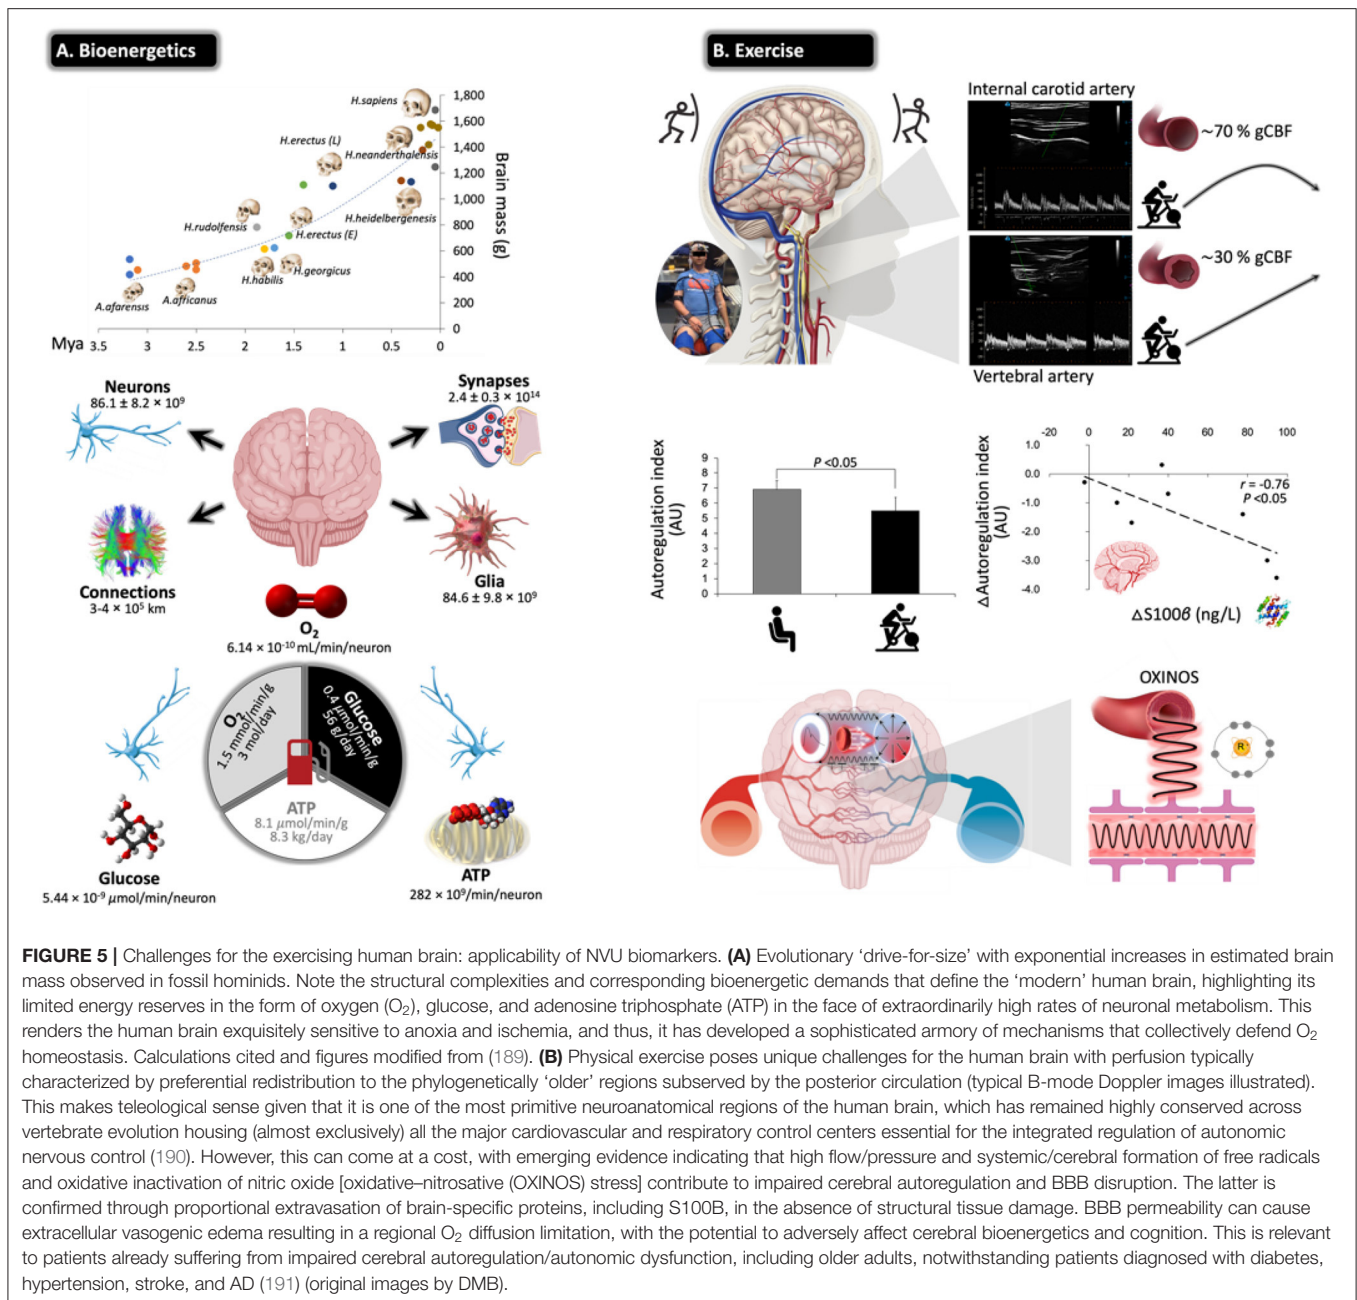 A. Bioenergetics
H.sapiens
H.erectus (L)
H.neanderthalensis
H.rudolfensis
H.heidelbergenesis
H.erectus (E)
H.georgicus
H.habilis
A.africanus
A.afarensis
1,800
1,600
1,400
1,200
1,000
800
600
400
200
0
Brain mass (g)
Mya
3.5 3 2.5 2 1.5 1 0.5 0
Neurons
86.1 ± 8.2 × 10⁹
Synapses
2.4 ± 0.3 × 10¹⁴
Connections
3-4 × 10⁵ km
Glia
84.6 ± 9.8 × 10⁹
O₂
6.14 × 10⁻¹⁰ mL/min/neuron
O₂
1.5 mmol/min/g
3 mol/day
Glucose
0.4 µmol/min/g
56 g/day
ATP
8.1 µmol/min/g
8.3 kg/day
Glucose
5.44 × 10⁻⁹ µmol/min/neuron
ATP
282 × 10⁹/min/neuron
B. Exercise
Internal carotid artery
~70 % gCBF
~30 % gCBF
Vertebral artery
Autoregulation index
(AU)
9
8
7
6
5
4
3
2
1
0
P <0.05
ΔAutoregulation index
(AU)
-20 0 20 40 60 80 100
1.0
0.0
-1.0
-2.0
-3.0
-4.0
r = -0.76
P <0.05
ΔS100β (ng/L)
OXINOS
R
FIGURE 5 | Challenges for the exercising human brain: applicability of NVU biomarkers. (A) Evolutionary ‘drive-for-size’ with exponential increases in estimated brain
mass observed in fossil hominids. Note the structural complexities and corresponding bioenergetic demands that define the ‘modern’ human brain, highlighting its
limited energy reserves in the form of oxygen (O₂), glucose, and adenosine triphosphate (ATP) in the face of extraordinarily high rates of neuronal metabolism. This
renders the human brain exquisitely sensitive to anoxia and ischemia, and thus, it has developed a sophisticated armory of mechanisms that collectively defend O₂
homeostasis. Calculations cited and figures modified from (189). (B) Physical exercise poses unique challenges for the human brain with perfusion typically
characterized by preferential redistribution to the phylogenetically ‘older’ regions subserved by the posterior circulation (typical B-mode Doppler images illustrated).
This makes teleological sense given that it is one of the most primitive neuroanatomical regions of the human brain, which has remained highly conserved across
vertebrate evolution housing (almost exclusively) all the major cardiovascular and respiratory control centers essential for the integrated regulation of autonomic
nervous control (190). However, this can come at a cost, with emerging evidence indicating that high flow/pressure and systemic/cerebral formation of free radicals
and oxidative inactivation of nitric oxide [oxidative–nitrosative (OXINOS) stress] contribute to impaired cerebral autoregulation and BBB disruption. The latter is
confirmed through proportional extravasation of brain-specific proteins, including S100B, in the absence of structural tissue damage. BBB permeability can cause
extracellular vasogenic edema resulting in a regional O₂ diffusion limitation, with the potential to adversely affect cerebral bioenergetics and cognition. This is relevant
to patients already suffering from impaired cerebral autoregulation/autonomic dysfunction, including older adults, notwithstanding patients diagnosed with diabetes,
hypertension, stroke, and AD (191) (original images by DMB).